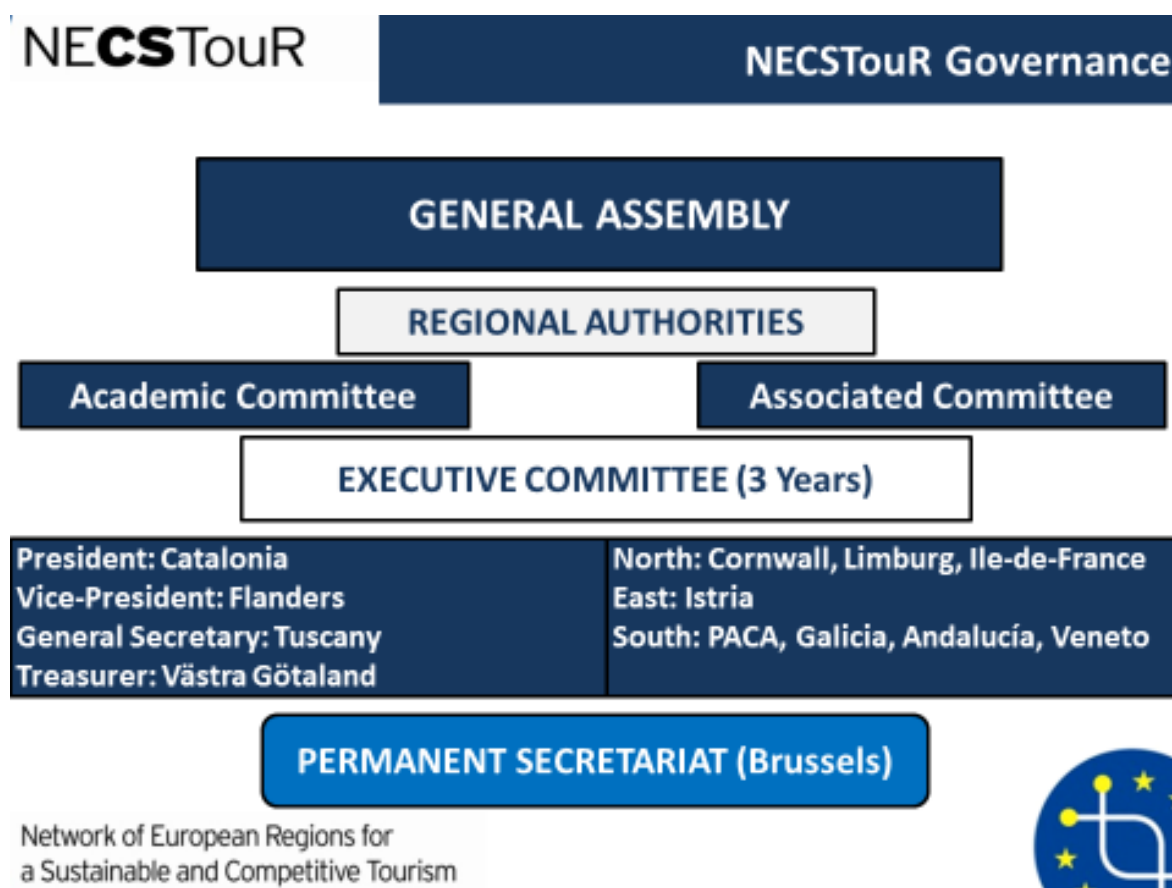 NECSTouR
NECSTouR Governance
GENERAL ASSEMBLY
REGIONAL AUTHORITIES
Academic Committee
Associated Committee
EXECUTIVE COMMITTEE (3 Years)
President: Catalonia
Vice-President: Flanders
General Secretary: Tuscany
Treasurer: Västra Götaland
North: Cornwall, Limburg, Ile-de-France
East: Istria
South: PACA, Galicia, Andalucía, Veneto
PERMANENT SECRETARIAT (Brussels)
Network of European Regions for
a Sustainable and Competitive Tourism